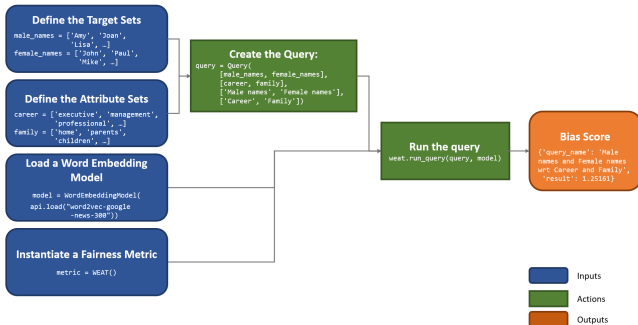 Define the Target Sets
male_names = ['Amy', 'Joan',
'Lisa', …]
female_names = ['John', 'Paul',
'Mike', …]
Define the Attribute Sets
career = ['executive', 'management',
'professional', …]
family = ['home', 'parents',
'children', …]
Load a Word Embedding
Model
model = WordEmbeddingModel(
api.load("word2vec-google
-news-300"))
Instantiate a Fairness Metric
metric = WEAT()
Create the Query:
query = Query(
[male_names, female_names],
[career, family],
['Male names', 'Female names'],
['Career', 'Family'])
Run the query
weat.run_query(query, model)
Bias Score
{'query_name': 'Male
names and Female names
wrt Career and Family',
'result': 1.25161}
Inputs
Actions
Outputs